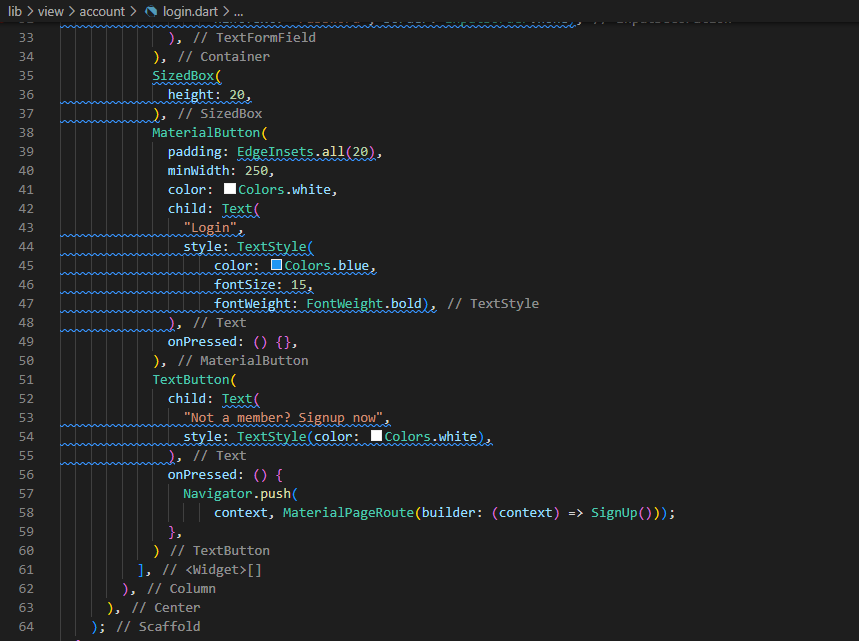 lib > view > account > login.dart > ...
33 ), // TextFormField
34 ), // Container
35 SizedBox(
36 height: 20,
37 ), // SizedBox
38 MaterialButton(
39 padding: EdgeInsets.all(20),
40 minWidth: 250,
41 color: Colors.white,
42 child: Text(
43 "Login",
44 style: TextStyle(
45 color: Colors.blue,
46 fontSize: 15,
47 fontWeight: FontWeight.bold), // TextStyle
48 ), // Text
49 onPressed: () {},
50 ), // MaterialButton
51 TextButton(
52 child: Text(
53 "Not a member? Signup now",
54 style: TextStyle(color: Colors.white),
55 ), // Text
56 onPressed: () {
57 Navigator.push(
58 context, MaterialPageRoute(builder: (context) => SignUp()));
59 },
60 ) // TextButton
61 ], // <Widget>[]
62 ), // Column
63 ), // Center
64 ); // Scaffold